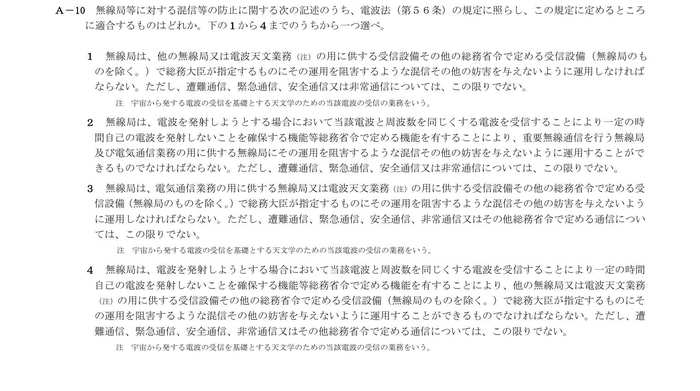 A－10　無線局等に対する混信等の防止に関する次の記述のうち、電波法（第５６条）の規定に照らし、この規定に定めるところ
に適合するものはどれか。下の１から４までのうちから一つ選べ。
1　無線局は、他の無線局又は電波天文業務（注）の用に供する受信設備その他の総務省令で定める受信設備（無線局のも
のを除く。）で総務大臣が指定するものにその運用を阻害するような混信その他の妨害を与えないように運用しなければ
ならない。ただし、遭難通信、緊急通信、安全通信又は非常通信については、この限りでない。
注　宇宙から発する電波の受信を基礎とする天文学のための当該電波の受信の業務をいう。
2　無線局は、電波を発射しようとする場合において当該電波と周波数を同じくする電波を受信することにより一定の時
間自己の電波を発射しないことを確保する機能等総務省令で定める機能を有することにより、重要無線通信を行う無線局
及び電気通信業務の用に供する無線局にその運用を阻害するような混信その他の妨害を与えないように運用することがで
きるものでなければならない。ただし、遭難通信、緊急通信、安全通信又は非常通信については、この限りでない。
3　無線局は、電気通信業務の用に供する無線局又は電波天文業務（注）の用に供する受信設備その他の総務省令で定める受
信設備（無線局のものを除く。）で総務大臣が指定するものにその運用を阻害するような混信その他の妨害を与えないよう
に運用しなければならない。ただし、遭難通信、緊急通信、安全通信、非常通信又はその他総務省令で定める通信につい
ては、この限りでない。
注　宇宙から発する電波の受信を基礎とする天文学のための当該電波の受信の業務をいう。
4　無線局は、電波を発射しようとする場合において当該電波と周波数を同じくする電波を受信することにより一定の時間
自己の電波を発射しないことを確保する機能等総務省令で定める機能を有することにより、他の無線局又は電波天文業務
（注）の用に供する受信設備その他の総務省令で定める受信設備（無線局のものを除く。）で総務大臣が指定するものにそ
の運用を阻害するような混信その他の妨害を与えないように運用することができるものでなければならない。ただし、遭
難通信、緊急通信、安全通信、非常通信又はその他総務省令で定める通信については、この限りでない。
注　宇宙から発する電波の受信を基礎とする天文学のための当該電波の受信の業務をいう。